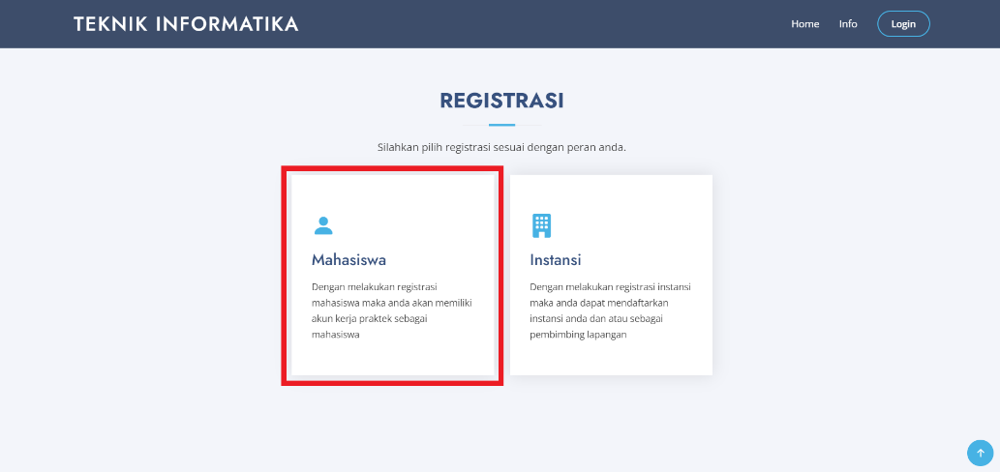 TEKNIK INFORMATIKA
Home Info Login
REGISTRASI
Silahkan pilih registrasi sesuai dengan peran anda.
Mahasiswa
Dengan melakukan registrasi
mahasiswa maka anda akan memiliki
akun kerja praktek sebagai
mahasiswa
Instansi
Dengan melakukan registrasi instansi
maka anda dapat mendaftarkan
instansi anda dan atau sebagai
pembimbing lapangan